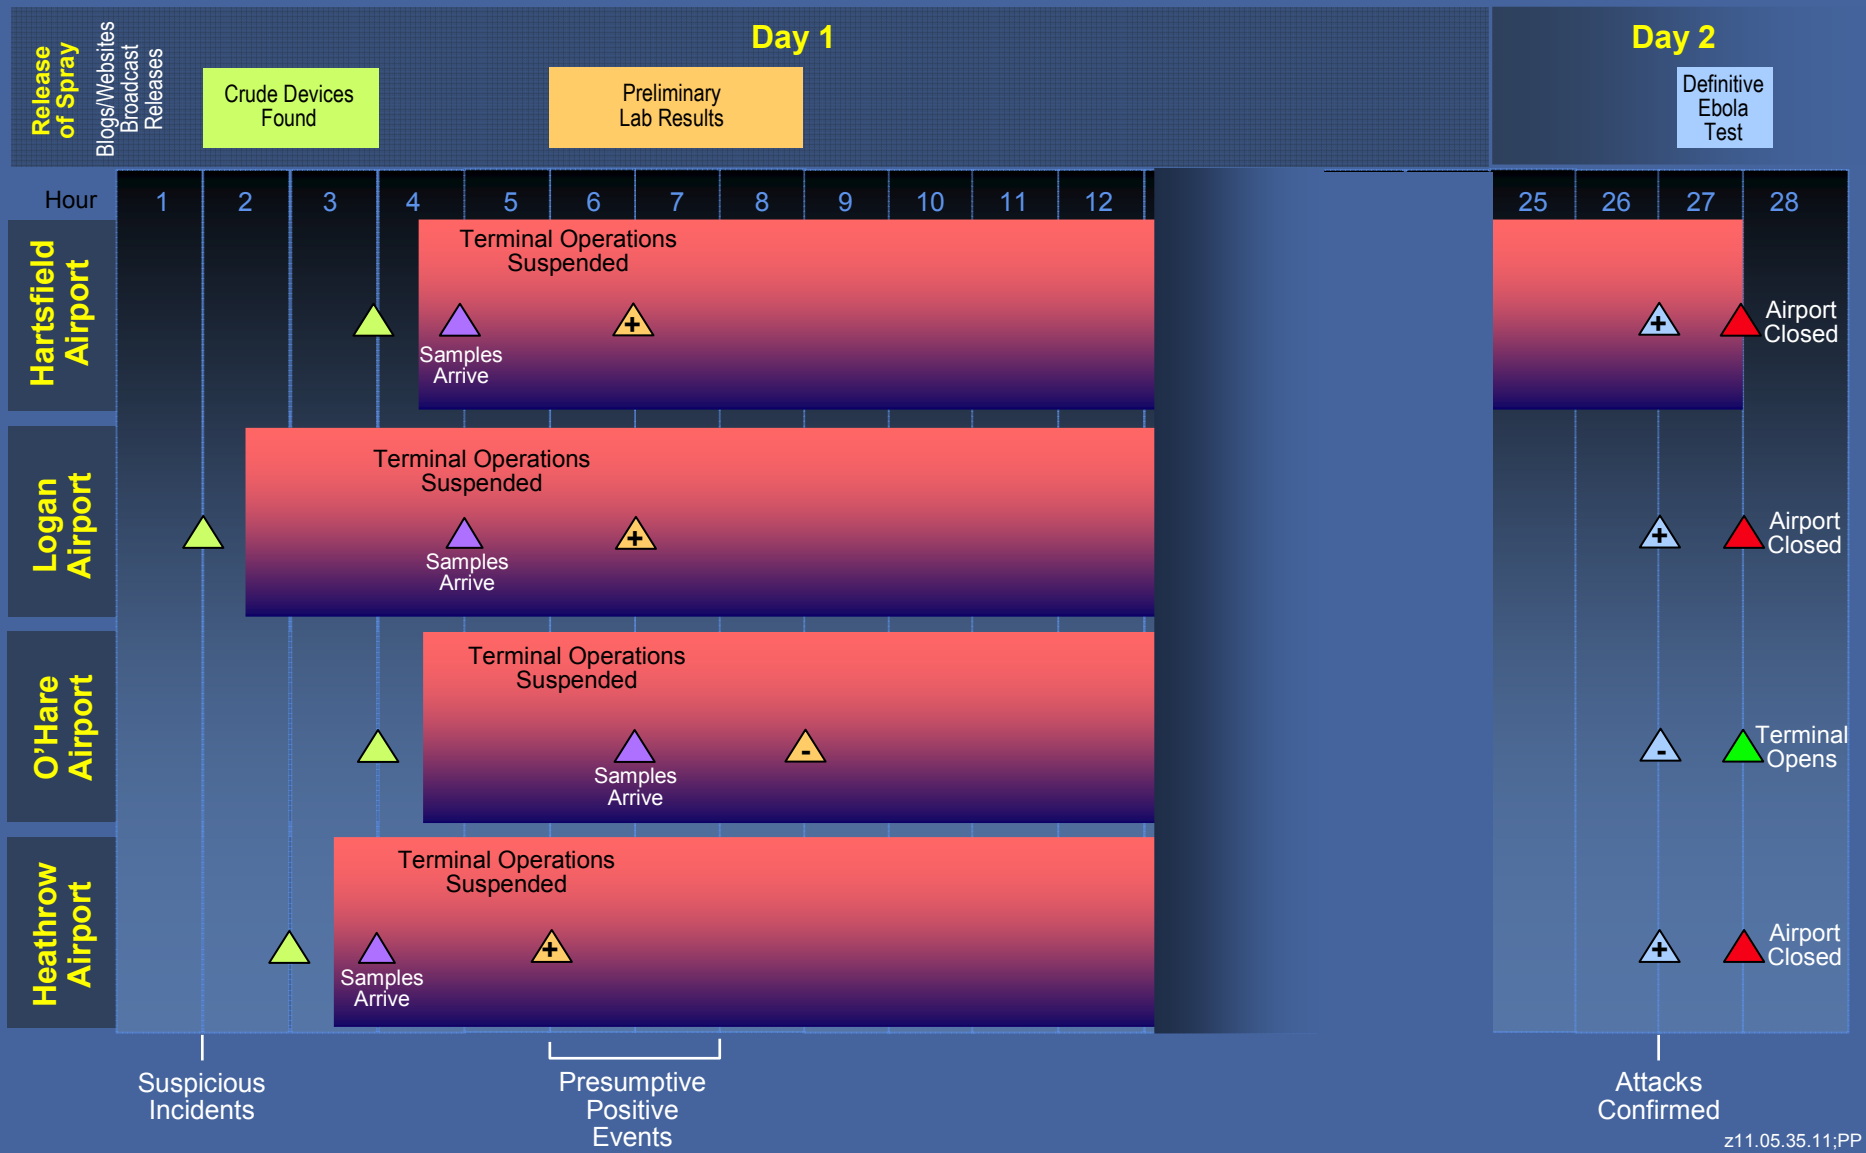 Release
of Spray
Blogs/Websites
Broadcast
Releases
Day 1
Crude Devices
Found
Preliminary
Lab Results
Day 2
Definitive
Ebola
Test
Hour
1
2
3
4
5
6
7
8
9
10
11
12
25
26
27
28
Hartsfield
Airport
Terminal Operations
Suspended
+
Samples
Arrive
+
Airport
Closed
Logan
Airport
Terminal Operations
Suspended
+
Samples
Arrive
+
Airport
Closed
O'Hare
Airport
Terminal Operations
Suspended
-
Samples
Arrive
-
Terminal
Opens
Heathrow
Airport
Terminal Operations
Suspended
+
Samples
Arrive
+
Airport
Closed
Suspicious
Incidents
Presumptive
Positive
Events
Attacks
Confirmed
z11.05.35.11;PP